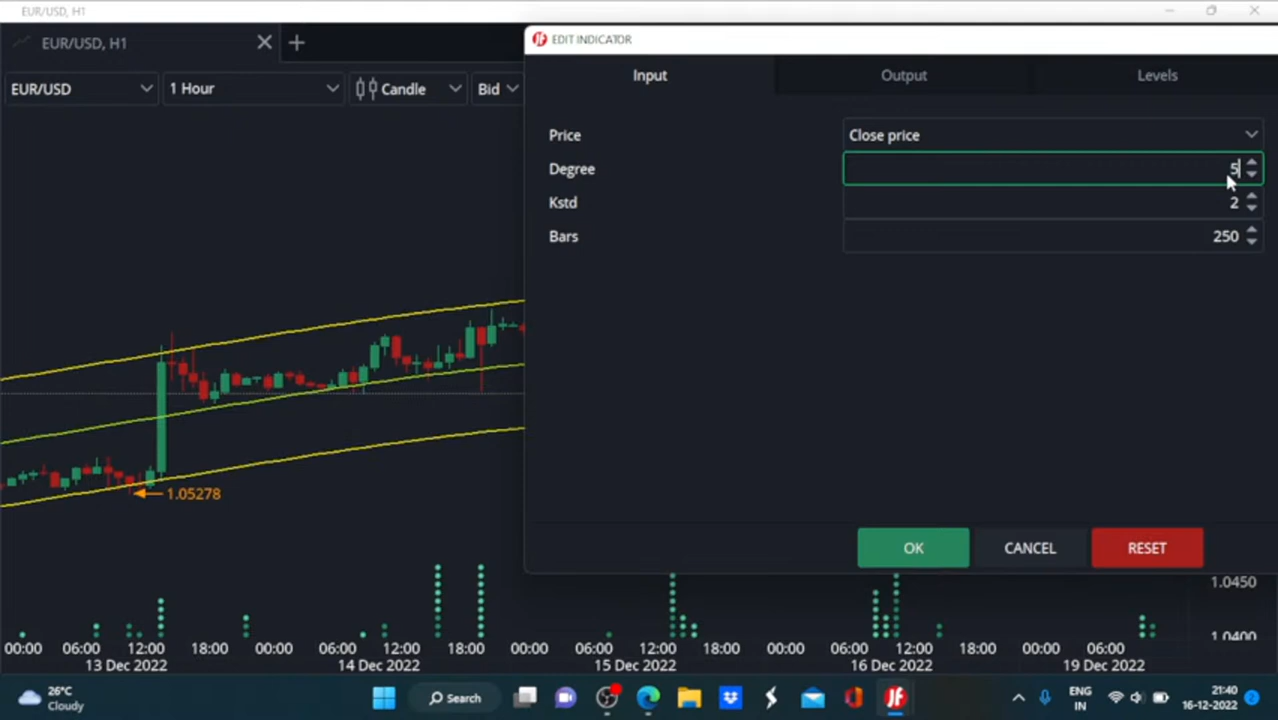 EUR/USD, H1
EUR/USD, H1
EUR/USD
1 Hour
Candle
Bid
EDIT INDICATOR
Input
Output
Levels
Price
Close price
Degree
5
Kstd
2
Bars
250
OK
CANCEL
RESET
1.05278
1.0450
1.0400
00:00 06:00 12:00 18:00 00:00 06:00 12:00 18:00 00:00 06:00 12:00 18:00 00:00 06:00 12:00 18:00 00:00 06:00
13 Dec 2022 14 Dec 2022 15 Dec 2022 16 Dec 2022 19 Dec 2022
26°C
Cloudy
Search
ENG
IN
21:40
16-12-2022
2